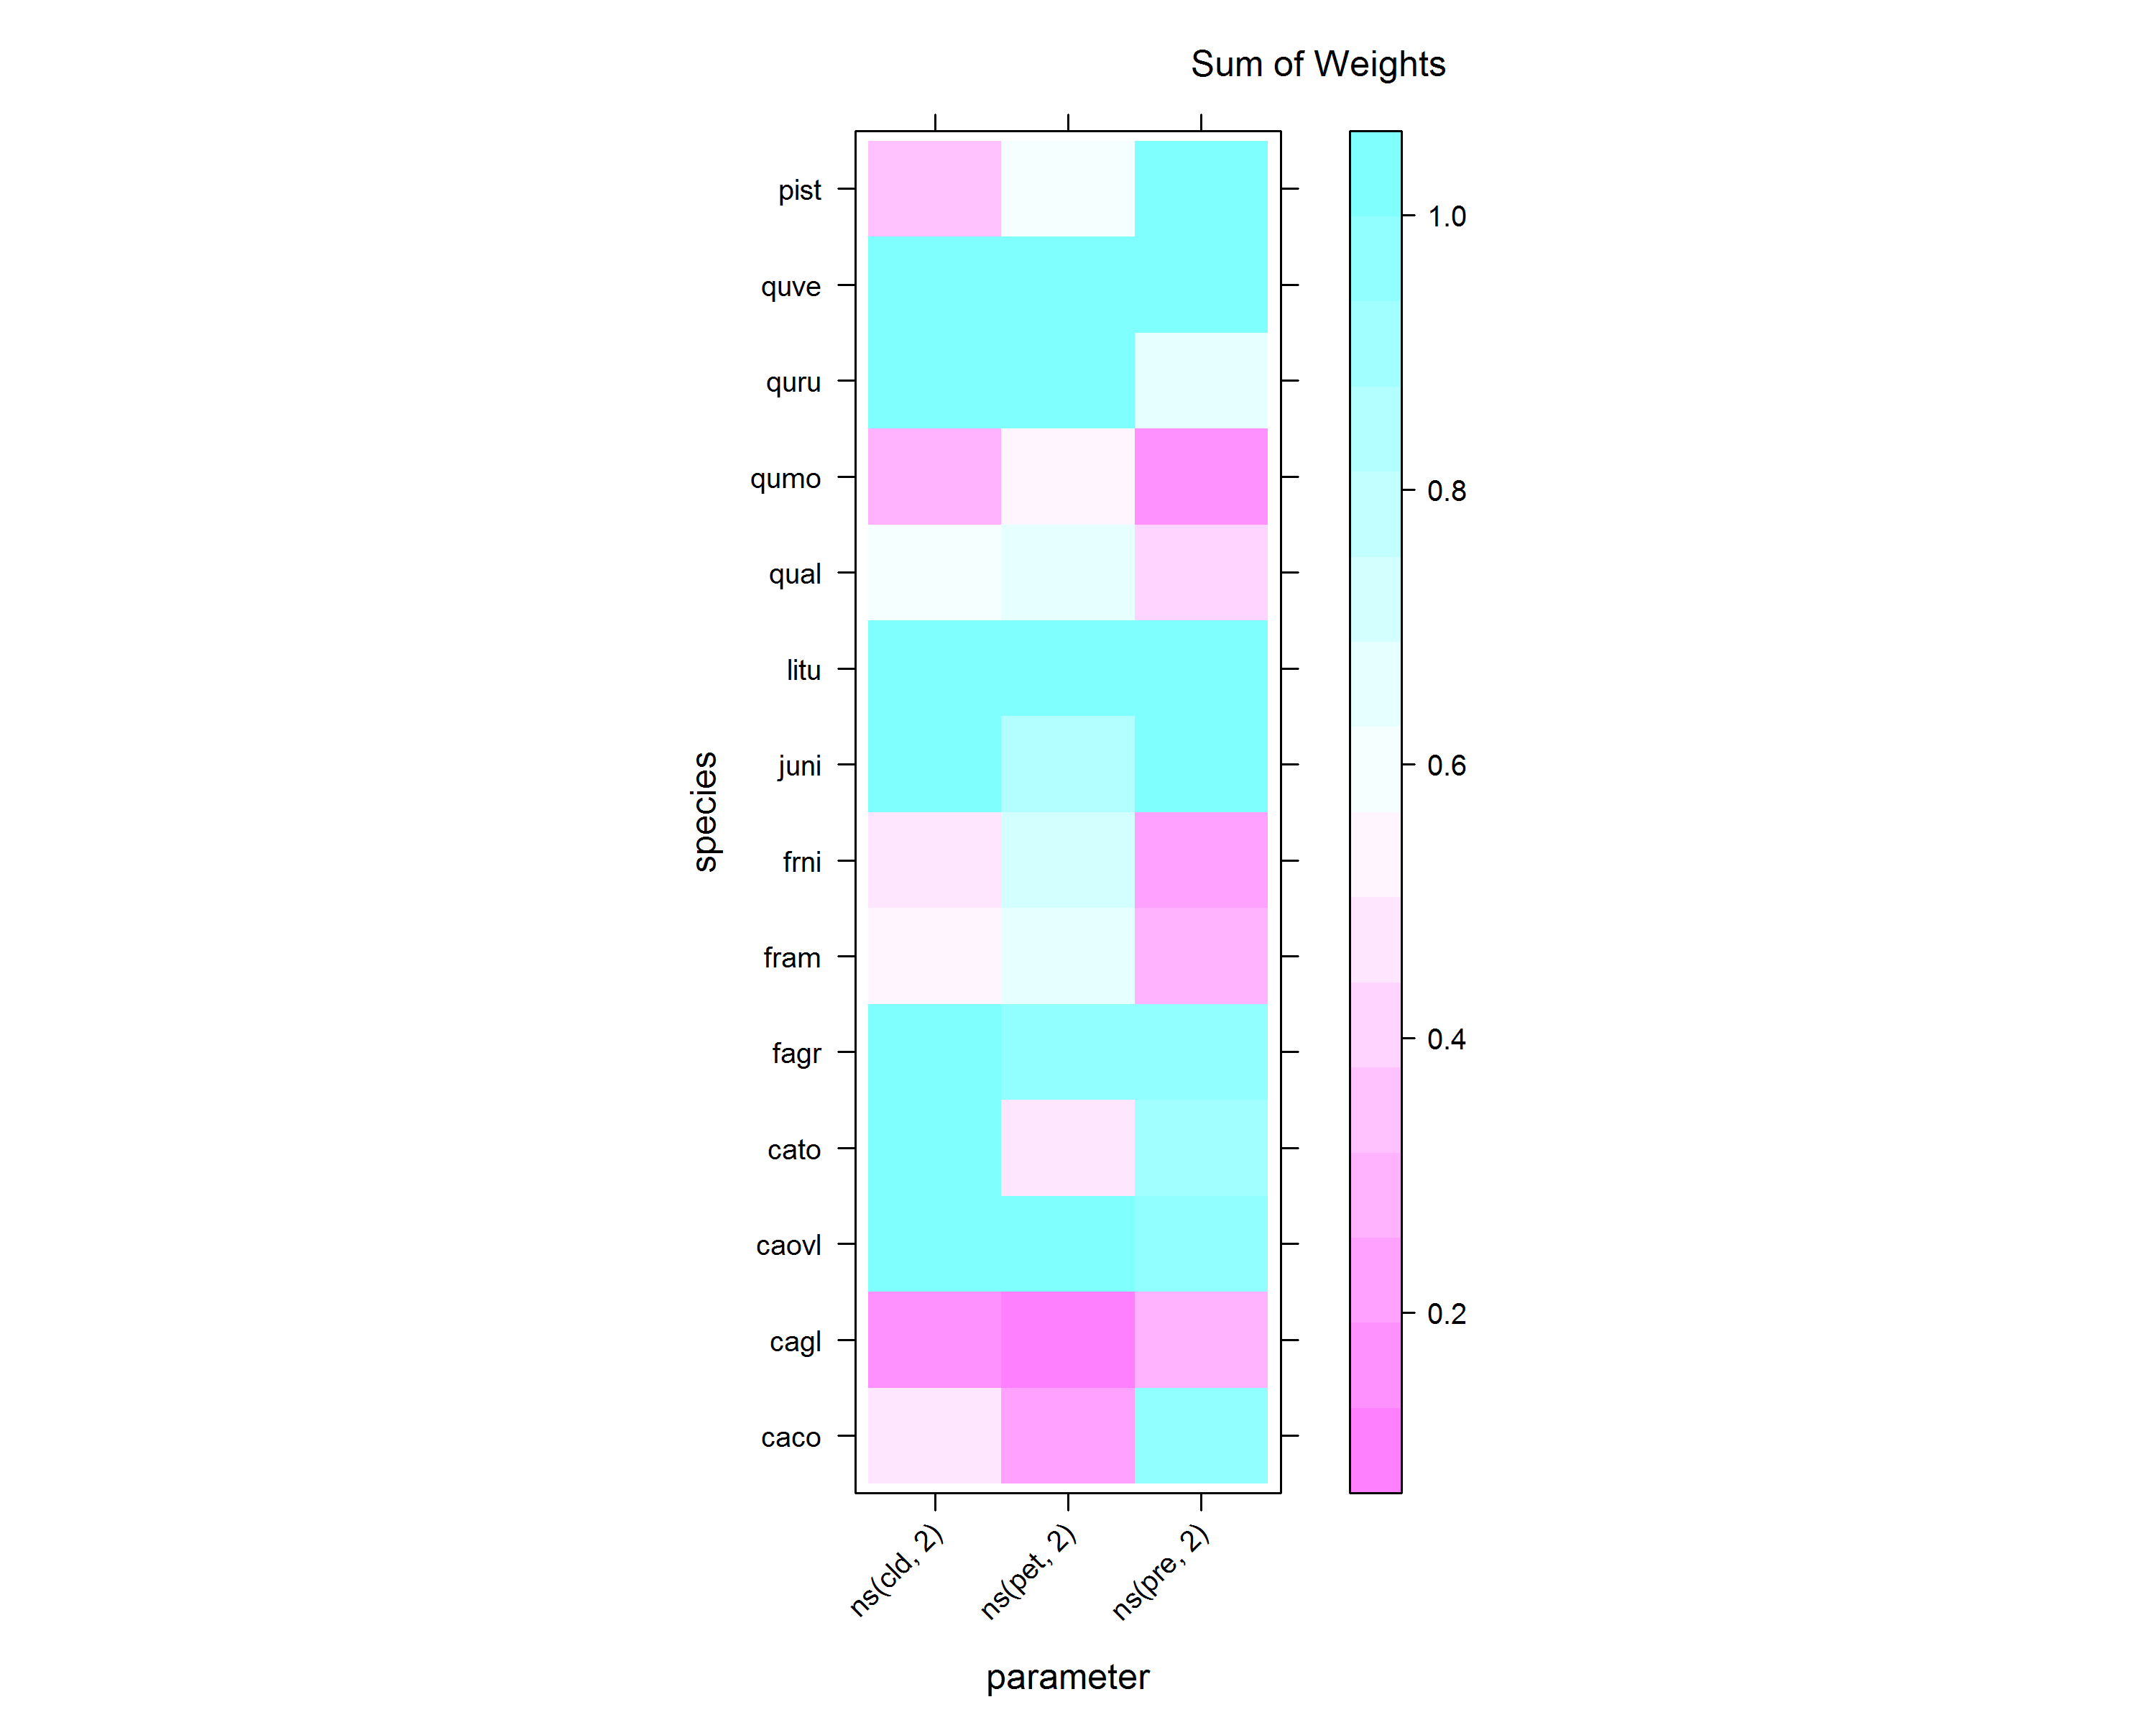 Sum of Weights
pist
quve
quru
qumo
qual
litu
juni
frni
fram
fagr
cato
caovl
cagl
caco
species
1.0
0.8
0.6
0.4
0.2
ns(cld, 2)
ns(pet, 2)
ns(pre, 2)
parameter